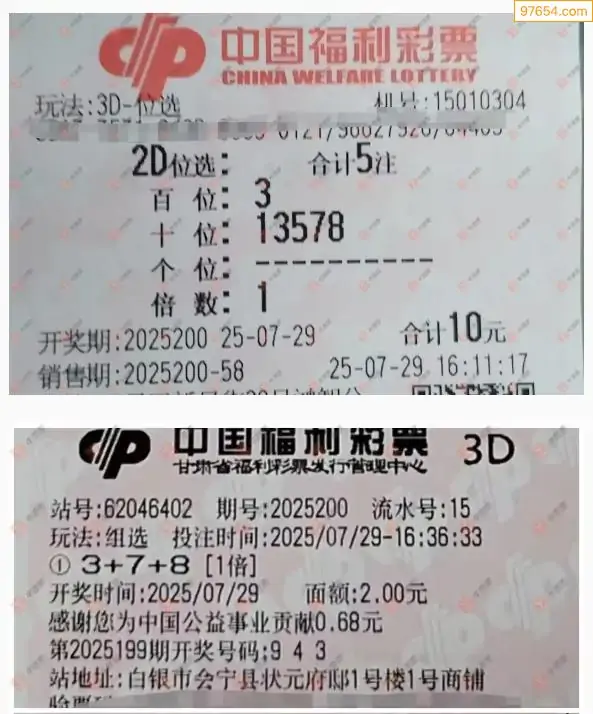 97654.com
中国福利彩票
CHINA WELFARE LOTTERY
玩法:3D-位选 机号:15010304
2D位选: 合计5注
百 位: 3
十 位: 13578
个 位: ----------
倍 数: 1
开奖期:2025200 25-07-29 合计10元
销售期:2025200-58 25-07-29 16:11:17
中国福利彩票 3D
甘肃省福利彩票发行管理中心
站号:62046402 期号:2025200 流水号:15
玩法:组选 投注时间:2025/07/29-16:36:33
① 3+7+8 [1倍]
开奖时间:2025/07/29 面额:2.00元
感谢您为中国公益事业贡献0.68元
第2025199期开奖号码:9 4 3
站地址:白银市会宁县状元府邸1号楼1号商铺